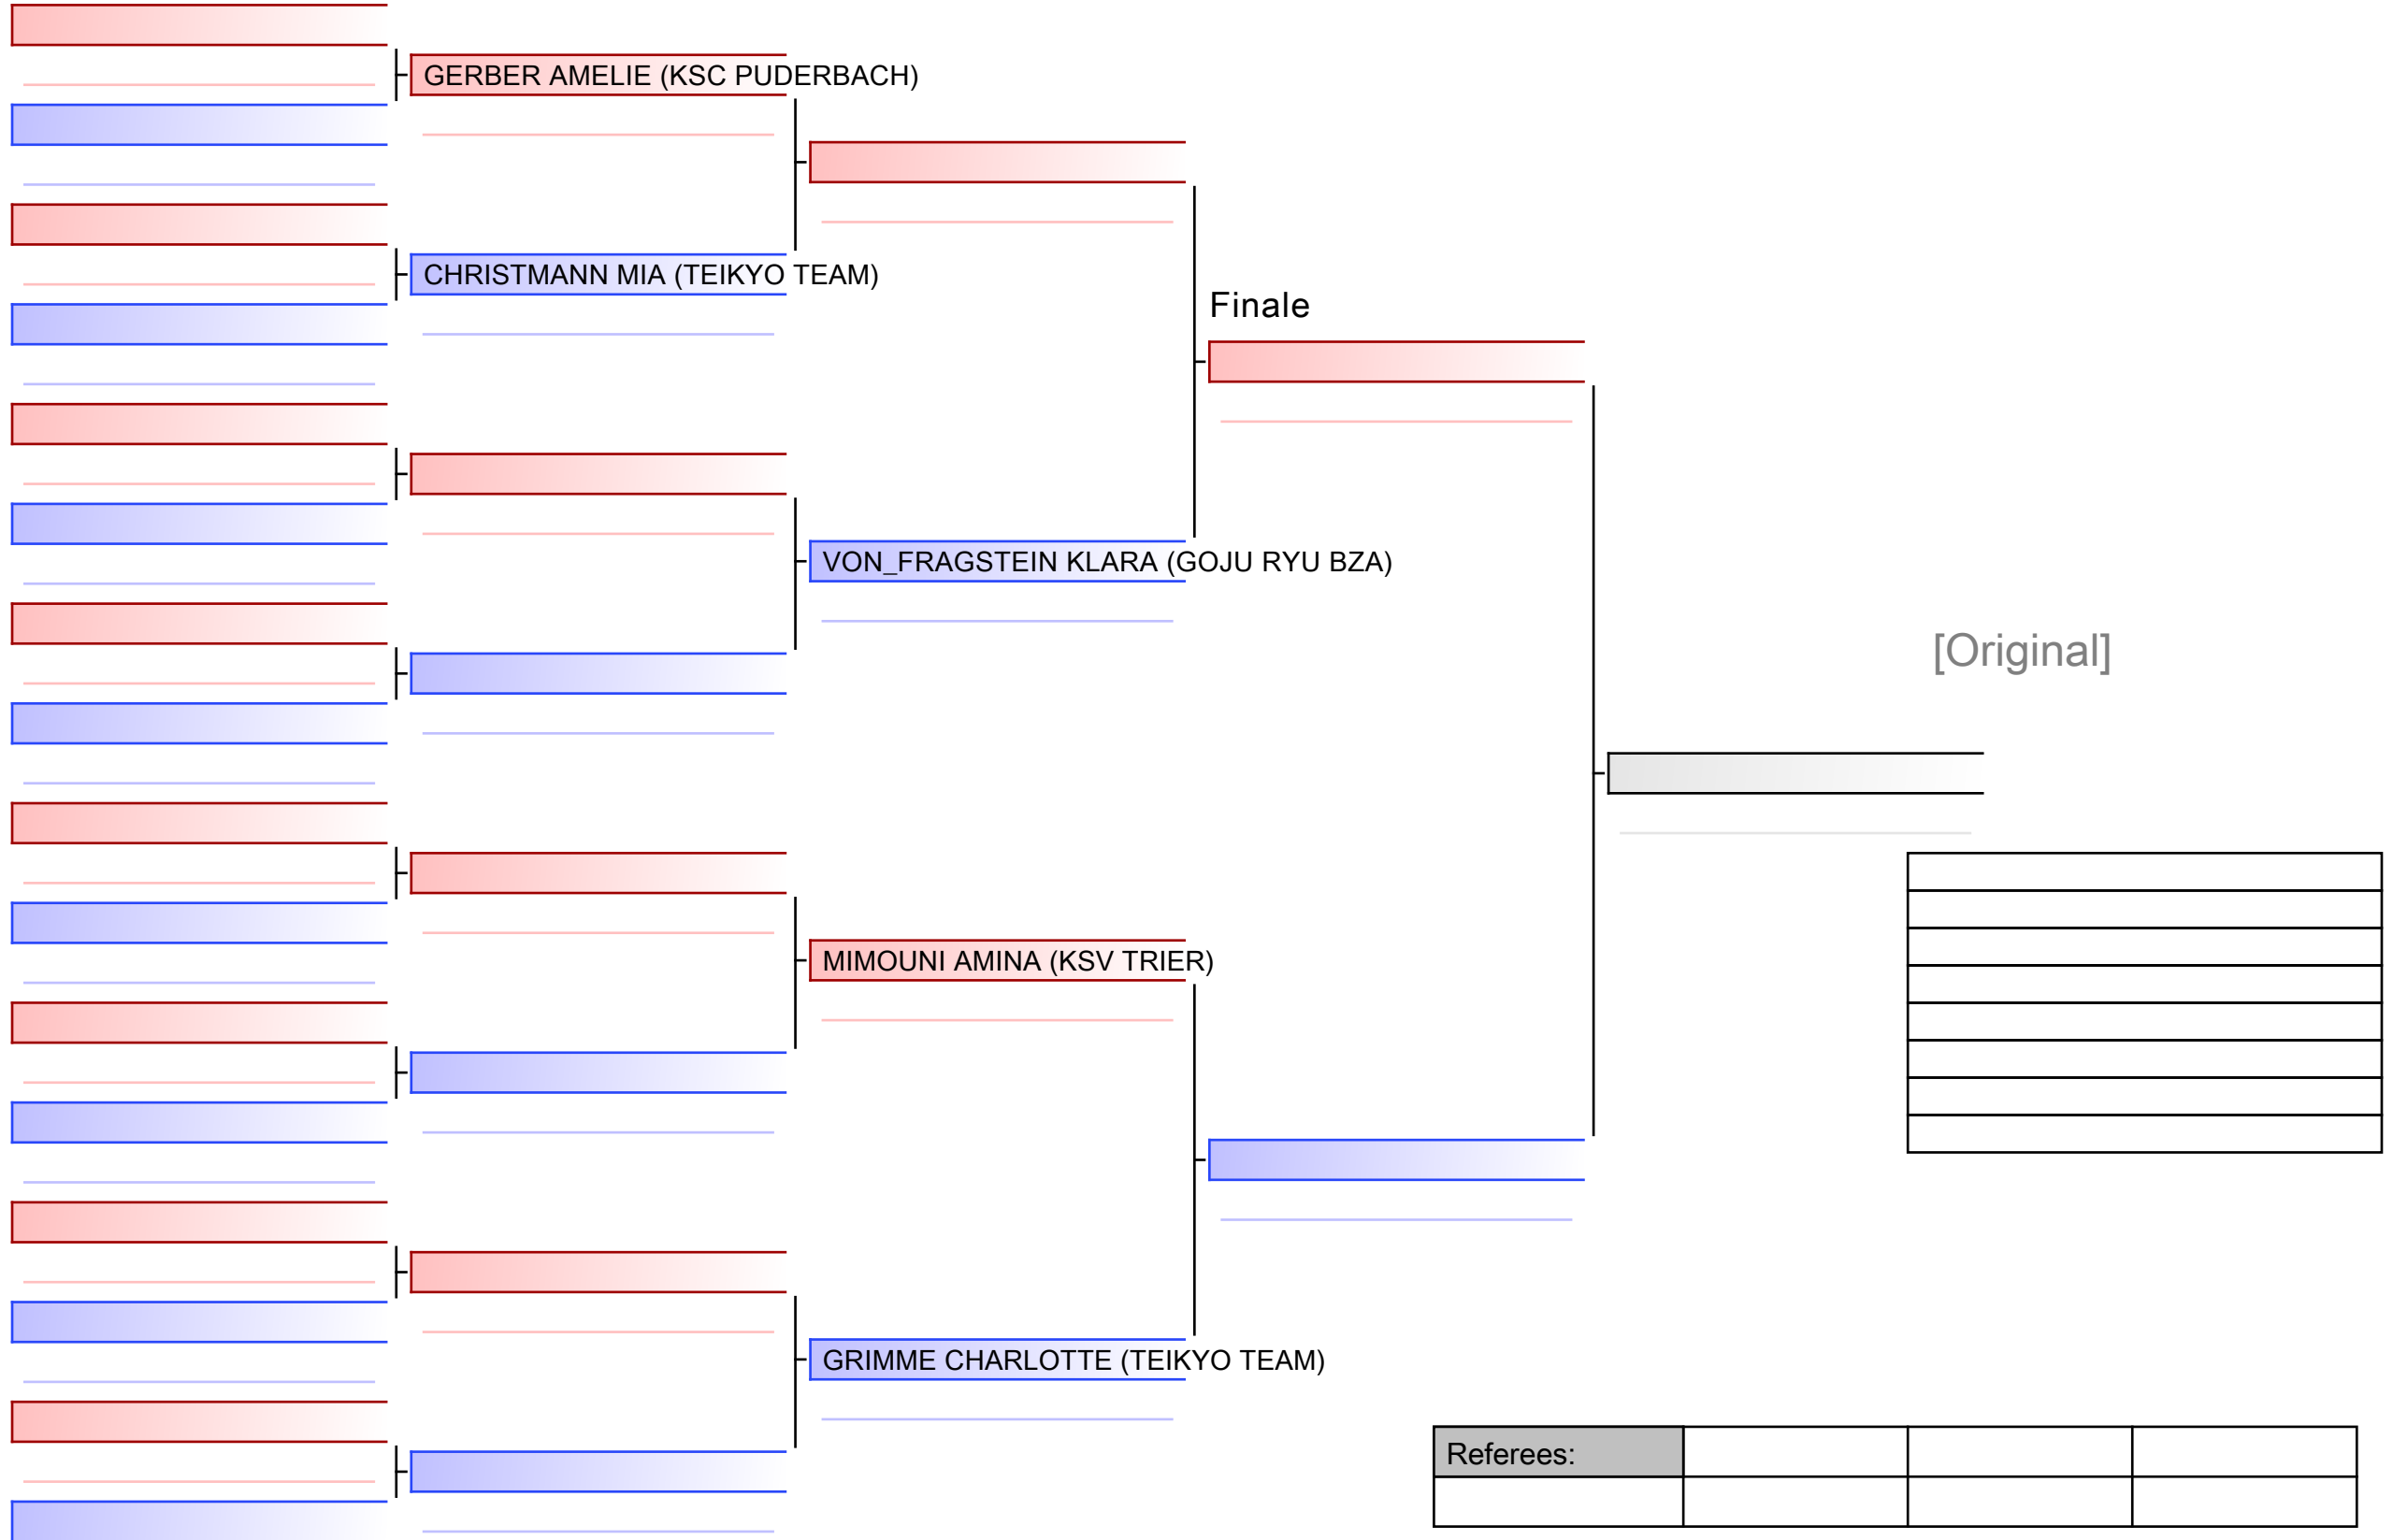 GERBER AMELIE (KSC PUDERBACH)
CHRISTMANN MIA (TEIKYO TEAM)
Finale
VON_FRAGSTEIN KLARA (GOJU RYU BZA)
[Original]
MIMOUNI AMINA (KSV TRIER)
GRIMME CHARLOTTE (TEIKYO TEAM)
Referees: